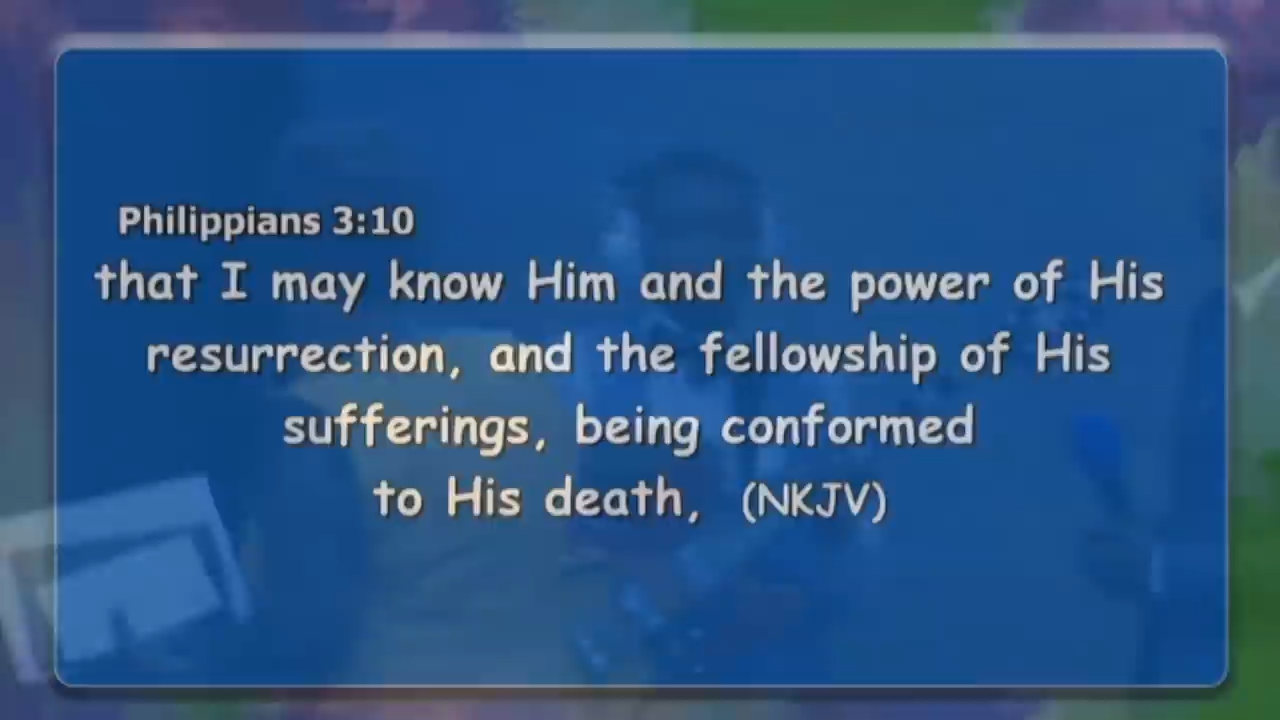 Philippians 3:10
that I may know Him and the power of His
resurrection, and the fellowship of His
sufferings, being conformed
to His death, (NKJV)